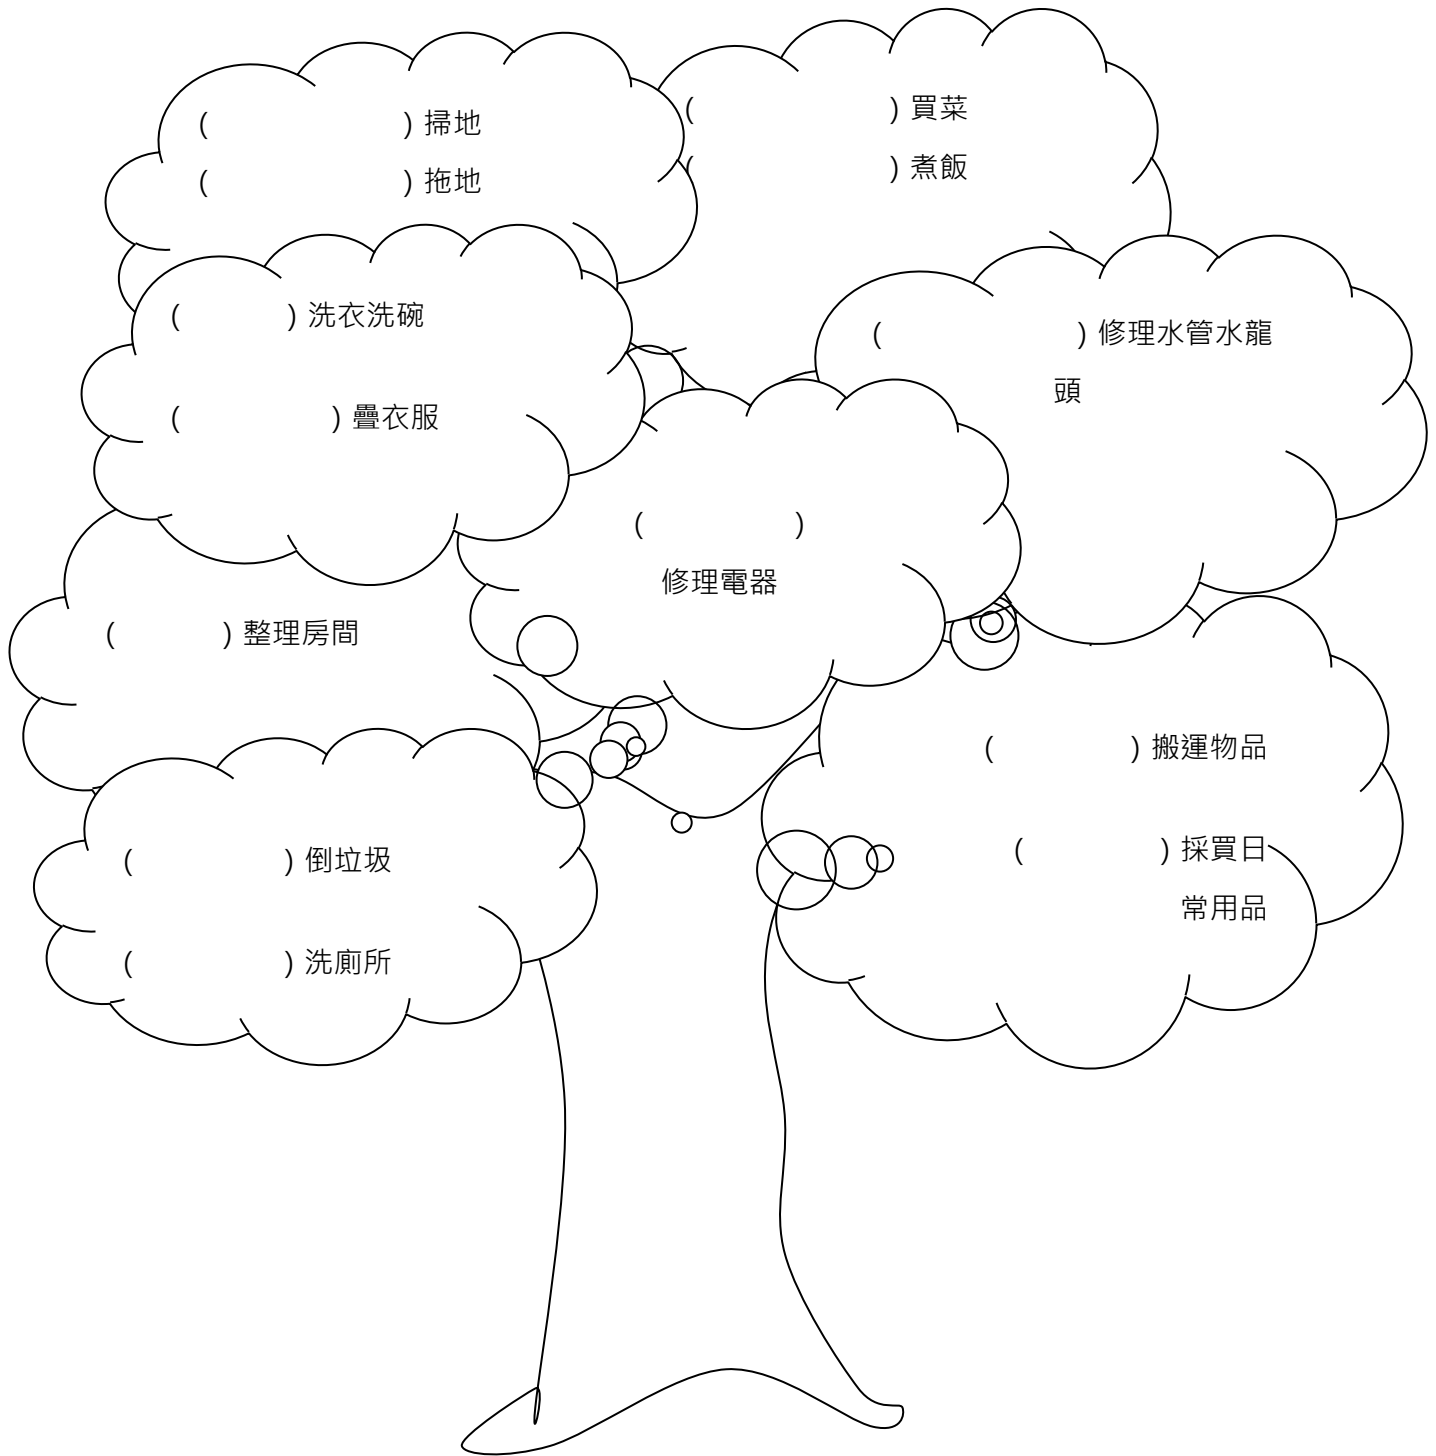 (　　　　　　　) 掃地
(　　　　　　　) 拖地
(　　　　　　　) 買菜
(　　　　　　　) 煮飯
(　　　　) 洗衣洗碗
(　　　　　) 疊衣服
(　　　　　　　) 修理水管水龍
頭
(　　　　　)
修理電器
(　　　　) 整理房間
(　　　　　) 搬運物品
(　　　　　) 採買日
常用品
(　　　　　) 倒垃圾
(　　　　　) 洗廁所